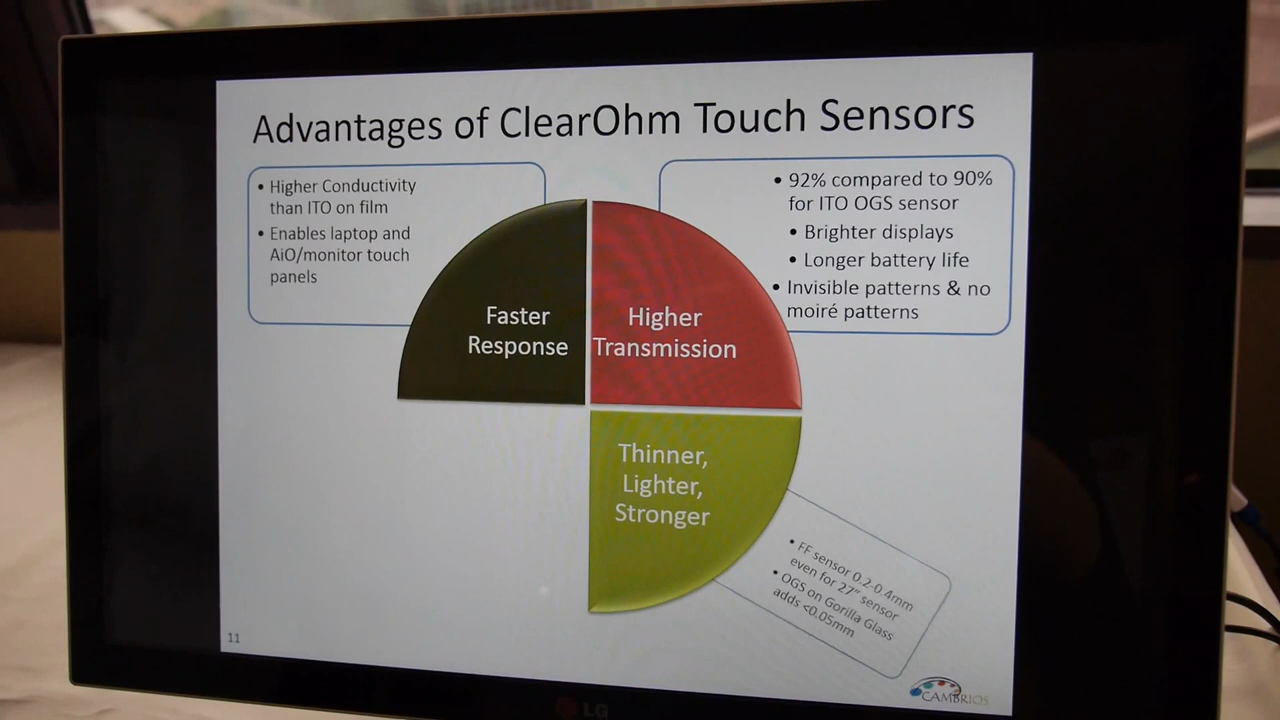 Advantages of ClearOhm Touch Sensors
• Higher Conductivity
than ITO on film
• Enables laptop and
AiO/monitor touch
panels
• 92% compared to 90%
for ITO OGS sensor
• Brighter displays
• Longer battery life
• Invisible patterns & no
moiré patterns
Faster
Response
Higher
Transmission
Thinner,
Lighter,
Stronger
• FF sensor 0.2-0.4mm
even for 27" sensor
• OGS on Gorilla Glass
adds <0.05mm
11
CAMBRIOS
LG